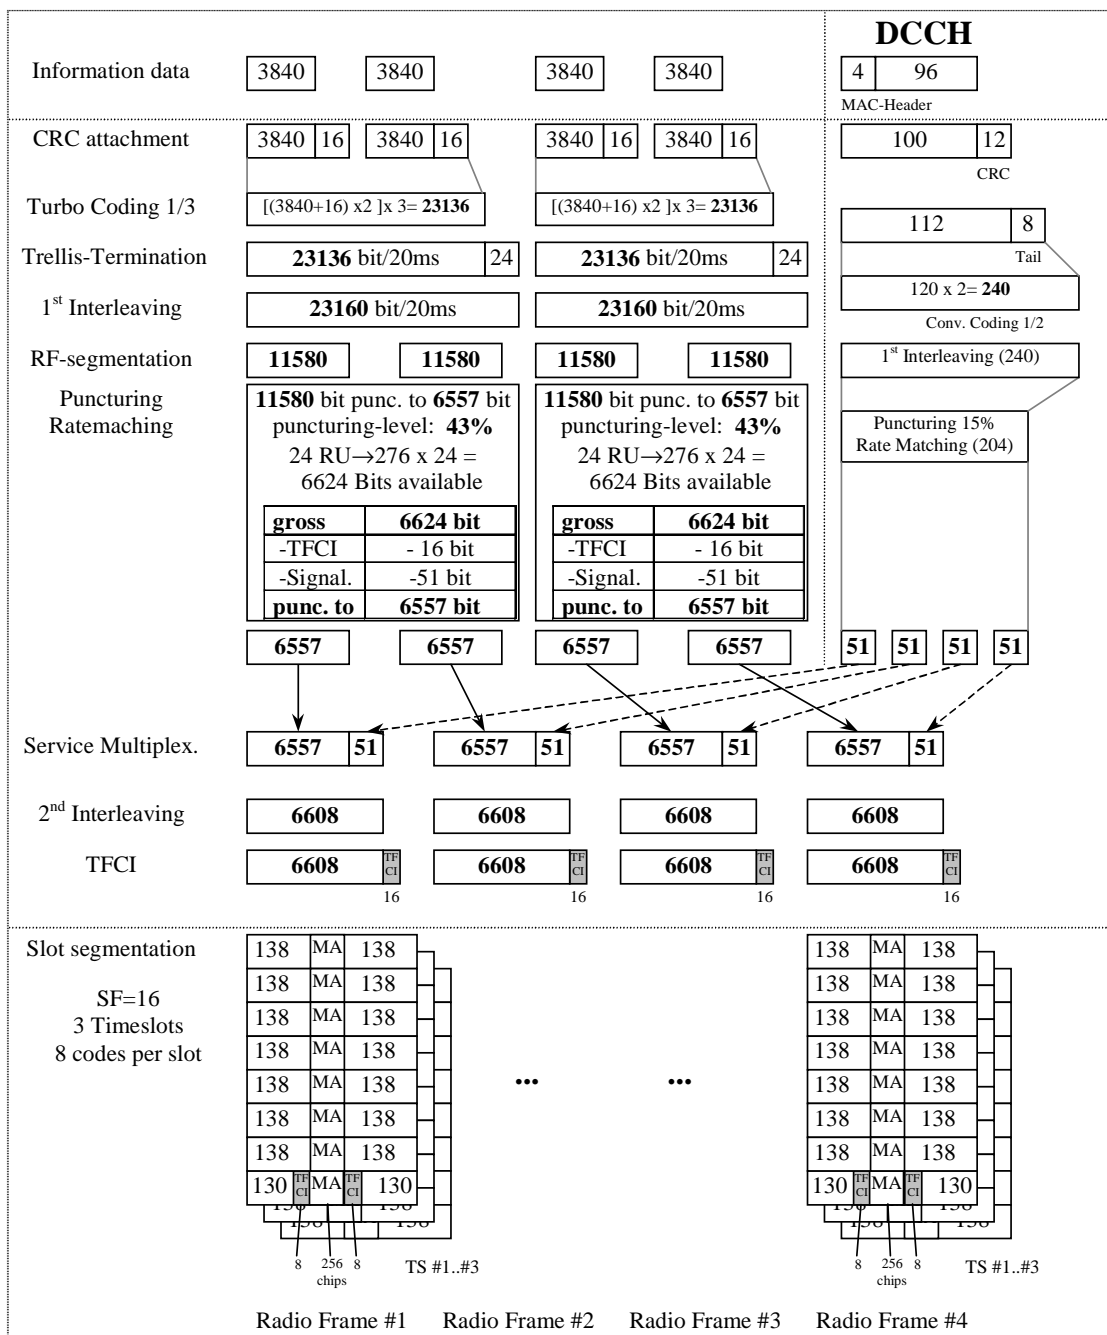 DCCH
Information data 3840 3840 3840 3840 4 96
MAC-Header
CRC attachment 3840 16 3840 16 3840 16 3840 16 100 12
CRC
Turbo Coding 1/3 [(3840+16) x2 ]x 3= 23136 [(3840+16) x2 ]x 3= 23136
112 8
Trellis-Termination 23136 bit/20ms 24 23136 bit/20ms 24
Tail
120 x 2= 240
1st Interleaving 23160 bit/20ms 23160 bit/20ms
Conv. Coding 1/2
RF-segmentation 11580 11580 11580 11580 1st Interleaving (240)
Puncturing 11580 bit punc. to 6557 bit 11580 bit punc. to 6557 bit
Ratemaching puncturing-level: 43% puncturing-level: 43% Puncturing 15%
24 RU→276 x 24 = 24 RU→276 x 24 = Rate Matching (204)
6624 Bits available 6624 Bits available
gross 6624 bit gross 6624 bit
-TFCI - 16 bit -TFCI - 16 bit
-Signal. -51 bit -Signal. -51 bit
punc. to 6557 bit punc. to 6557 bit
6557 6557 6557 6557 51 51 51 51
Service Multiplex. 6557 51 6557 51 6557 51 6557 51
2nd Interleaving 6608 6608 6608 6608
TFCI 6608 TF CI 6608 TF CI 6608 TF CI 6608 TF CI
16 16 16 16
Slot segmentation 138 MA 138 138 MA 138
138 MA 138 138 MA 138
SF=16 138 MA 138 138 MA 138
3 Timeslots 138 MA 138 138 MA 138
8 codes per slot 138 MA 138 138 MA 138
... ...
138 MA 138 138 MA 138
138 MA 138 138 MA 138
130 TF CI MA TF CI 130 130 TF CI MA TF CI 130
138 138 138 138
138 138 138 138
8 256 8 TS #1..#3 8 256 8 TS #1..#3
chips chips
Radio Frame #1 Radio Frame #2 Radio Frame #3 Radio Frame #4